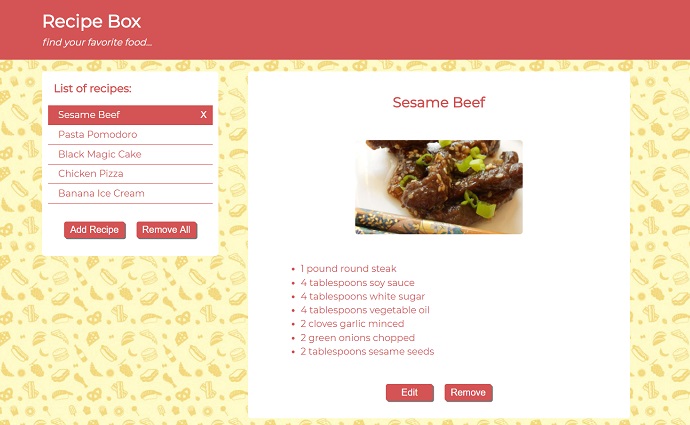 Recipe Box
find your favorite food...
List of recipes:
Sesame Beef X
Pasta Pomodoro
Black Magic Cake
Chicken Pizza
Banana Ice Cream
Add Recipe Remove All
Sesame Beef
1 pound round steak
4 tablespoons soy sauce
4 tablespoons white sugar
4 tablespoons vegetable oil
2 cloves garlic minced
2 green onions chopped
2 tablespoons sesame seeds
Edit Remove